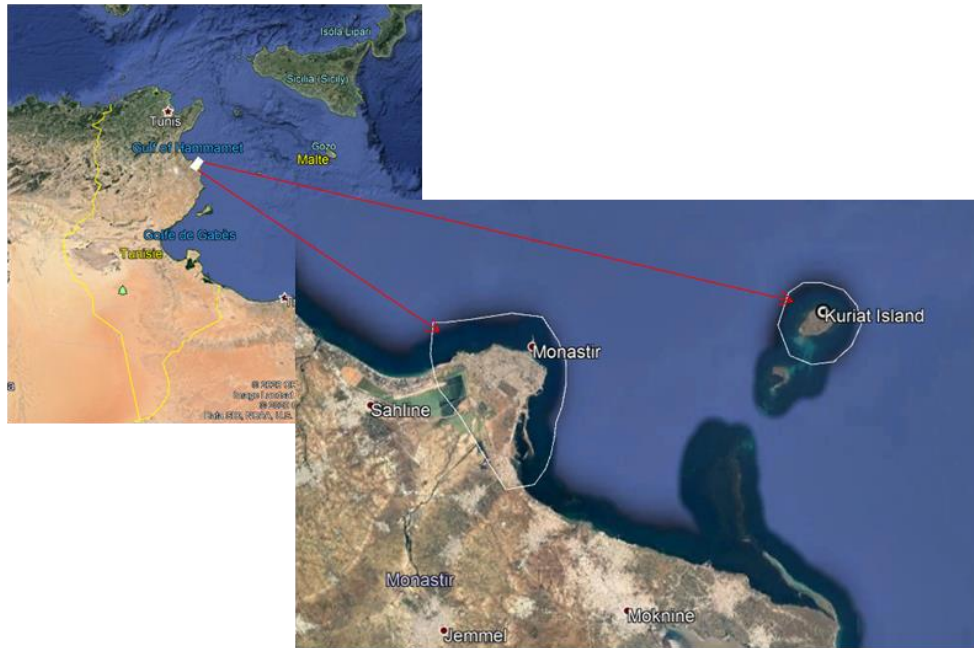 Isola Lipari
Sicilia (Sicily)
Tunis
Gulf of Hammamet
Gozo
Malte
Golfe de Gabès
Tunisie
Kuriat Island
Monastir
Sahline
Monastir
Moknine
Jemmel